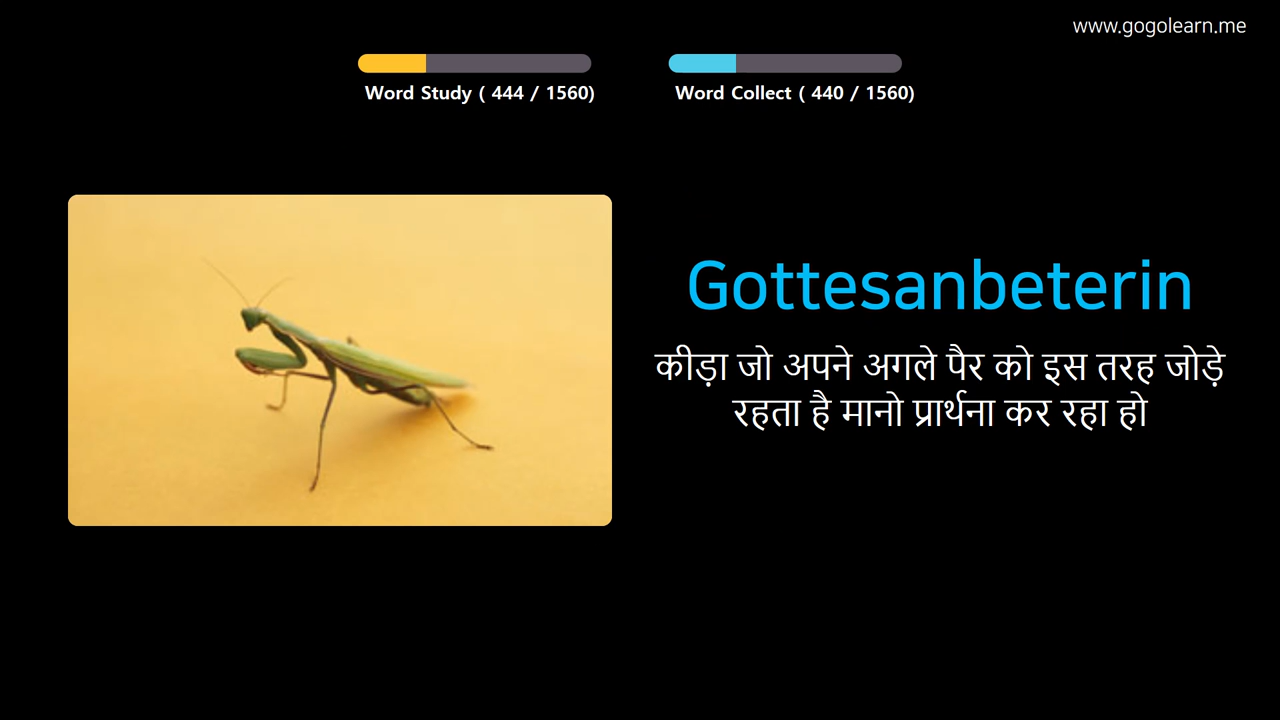 www.gogolearn.me
Word Study ( 444 / 1560)
Word Collect ( 440 / 1560)
Gottesanbeterin
कीड़ा जो अपने अगले पैर को इस तरह जोड़े
रहता है मानो प्रार्थना कर रहा हो